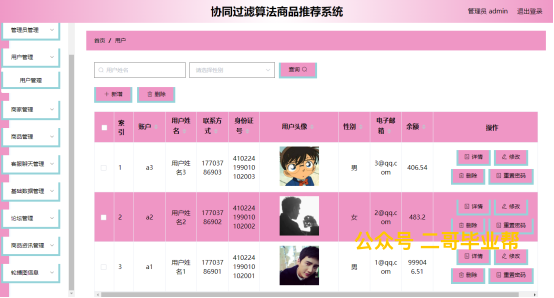 协同过滤算法商品推荐系统
管理员 admin 退出登录
管理员管理
用户管理
用户管理
商家管理
商品管理
客服聊天管理
基础数据管理
论坛管理
商品资讯管理
轮播图信息
首页 / 用户
用户姓名 请选择性别 查询
+ 新增 删除
索引 账户 用户姓名 联系方式 身份证号 用户头像 性别 电子邮箱 余额 操作
1 a3 用户姓名3 17703786903 410224199010102003 男 3@qq.com 406.54 详情 修改 删除 重置密码
2 a2 用户姓名2 17703786902 410224199010102002 女 2@qq.com 483.2 详情 修改 删除 重置密码
3 a1 用户姓名1 17703786901 410224199010102001 男 1@qq.com 999046.51 详情 修改 删除 重置密码
公众号 二哥毕业帮